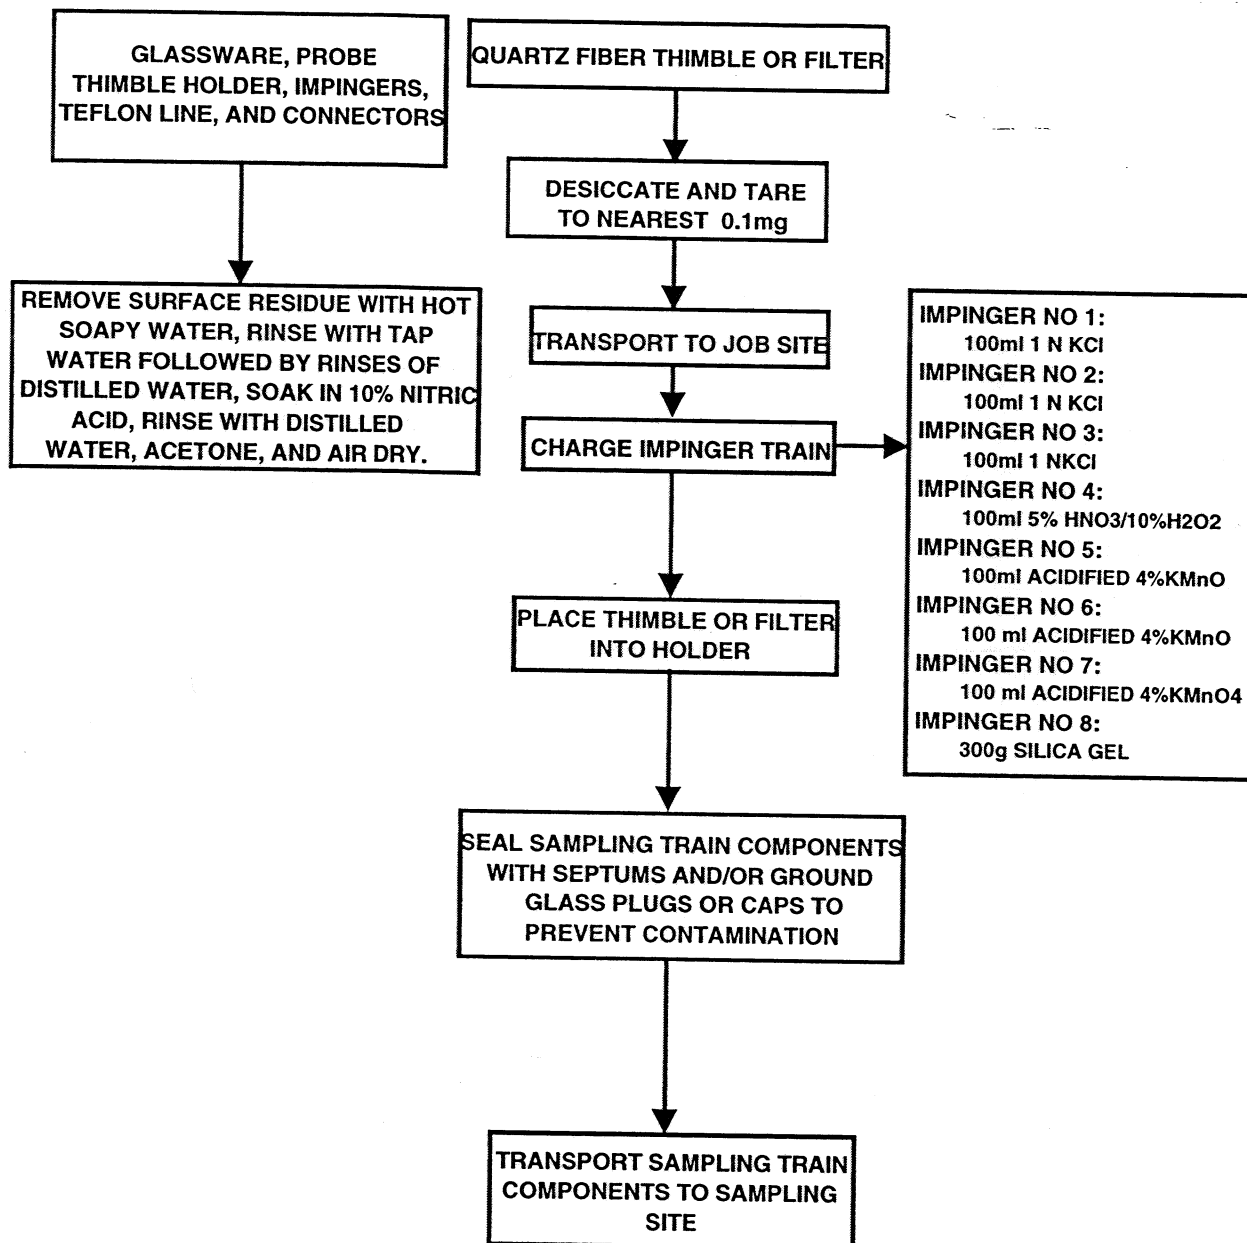 GLASSWARE, PROBE
THIMBLE HOLDER, IMPINGERS,
TEFLON LINE, AND CONNECTORS
REMOVE SURFACE RESIDUE WITH HOT
SOAPY WATER, RINSE WITH TAP
WATER FOLLOWED BY RINSES OF
DISTILLED WATER, SOAK IN 10% NITRIC
ACID, RINSE WITH DISTILLED
WATER, ACETONE, AND AIR DRY.
QUARTZ FIBER THIMBLE OR FILTER
DESICCATE AND TARE
TO NEAREST 0.1mg
TRANSPORT TO JOB SITE
CHARGE IMPINGER TRAIN
IMPINGER NO 1:
100ml 1 N KCl
IMPINGER NO 2:
100ml 1 N KCl
IMPINGER NO 3:
100ml 1 NKCl
IMPINGER NO 4:
100ml 5% HNO3/10%H2O2
IMPINGER NO 5:
100ml ACIDIFIED 4%KMnO
IMPINGER NO 6:
100 ml ACIDIFIED 4%KMnO
IMPINGER NO 7:
100 ml ACIDIFIED 4%KMnO4
IMPINGER NO 8:
300g SILICA GEL
PLACE THIMBLE OR FILTER
INTO HOLDER
SEAL SAMPLING TRAIN COMPONENTS
WITH SEPTUMS AND/OR GROUND
GLASS PLUGS OR CAPS TO
PREVENT CONTAMINATION
TRANSPORT SAMPLING TRAIN
COMPONENTS TO SAMPLING
SITE